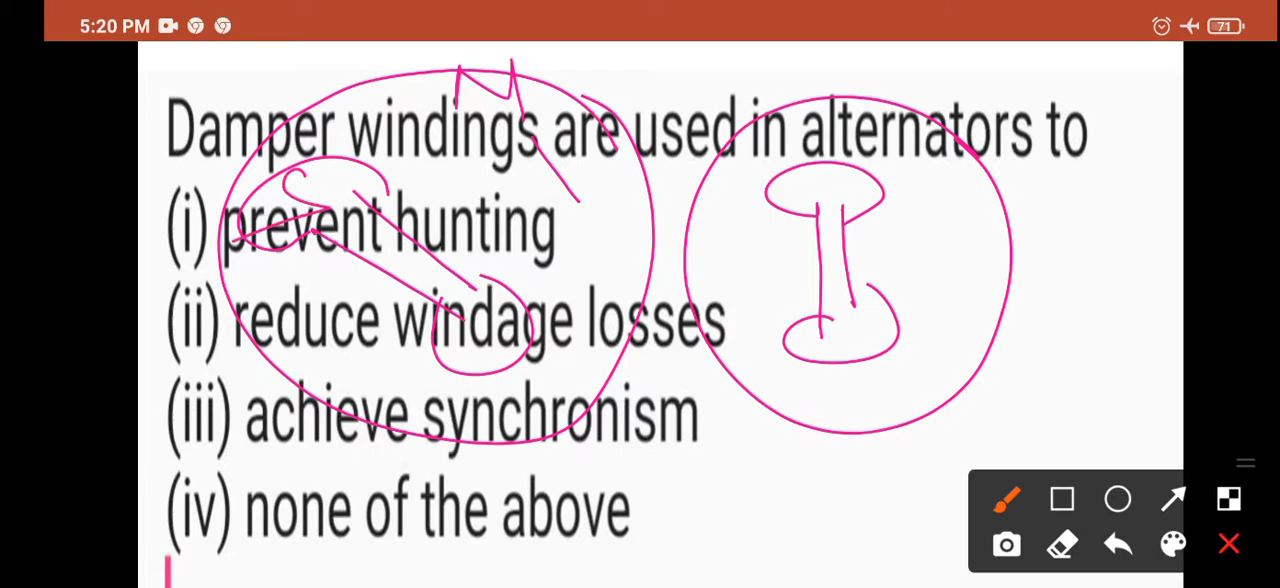 5:20 PM
71
Damper windings are used in alternators to
(i) prevent hunting
(ii) reduce windage losses
(iii) achieve synchronism
(iv) none of the above
N